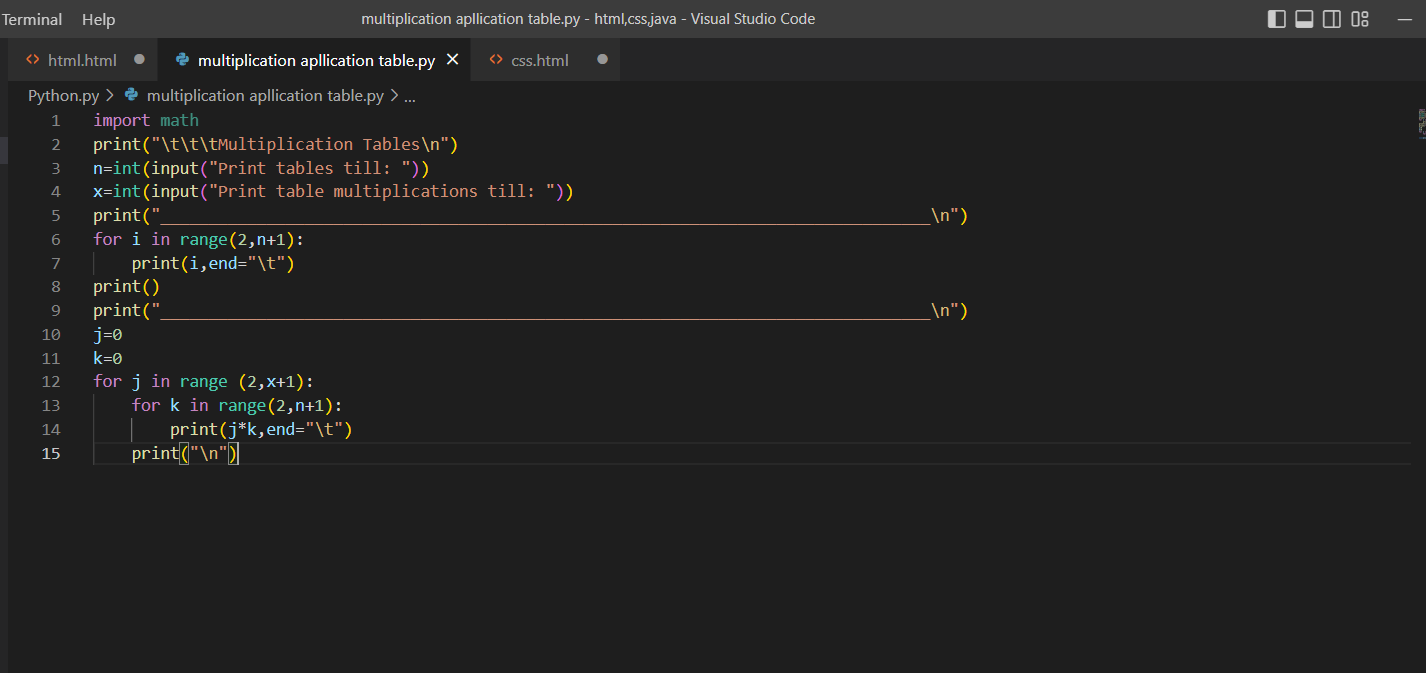 Terminal Help multiplication apllication table.py - html,css,java - Visual Studio Code
html.html multiplication apllication table.py css.html
Python.py > multiplication apllication table.py > ...
1 import math
2 print("\t\t\tMultiplication Tables\n")
3 n=int(input("Print tables till: "))
4 x=int(input("Print table multiplications till: "))
5 print("________________________________________________________________________________\n")
6 for i in range(2,n+1):
7     print(i,end="\t")
8 print()
9 print("________________________________________________________________________________\n")
10 j=0
11 k=0
12 for j in range (2,x+1):
13     for k in range(2,n+1):
14         print(j*k,end="\t")
15     print("\n")